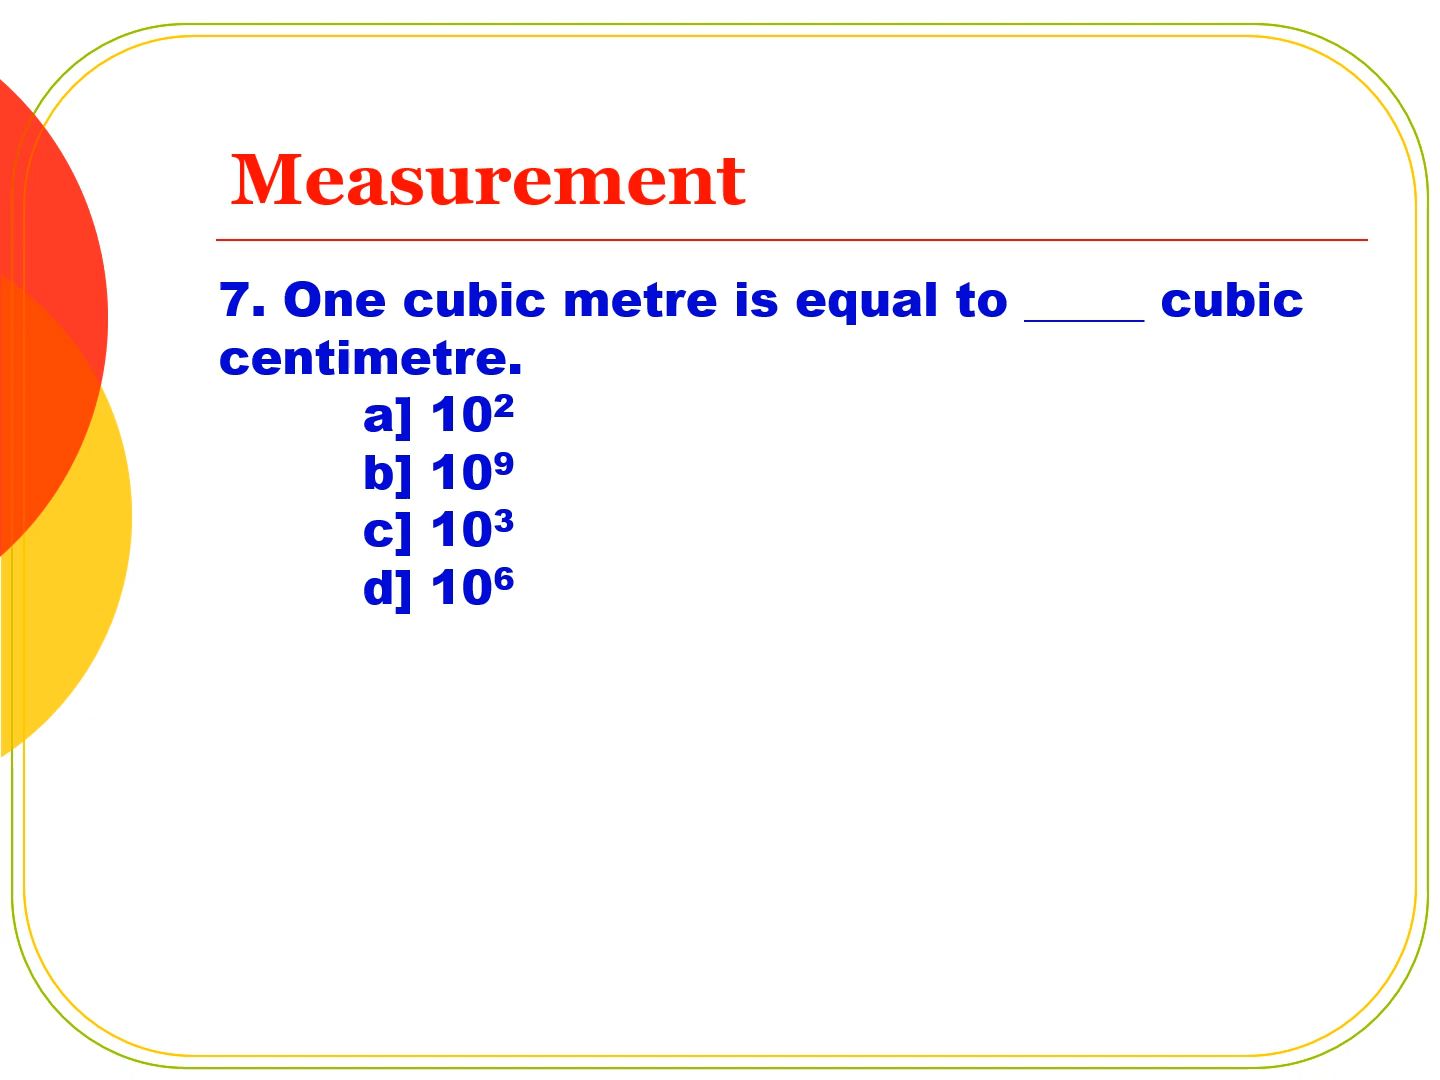 Measurement
7. One cubic metre is equal to _____ cubic
centimetre.
a] 10²
b] 10⁹
c] 10³
d] 10⁶